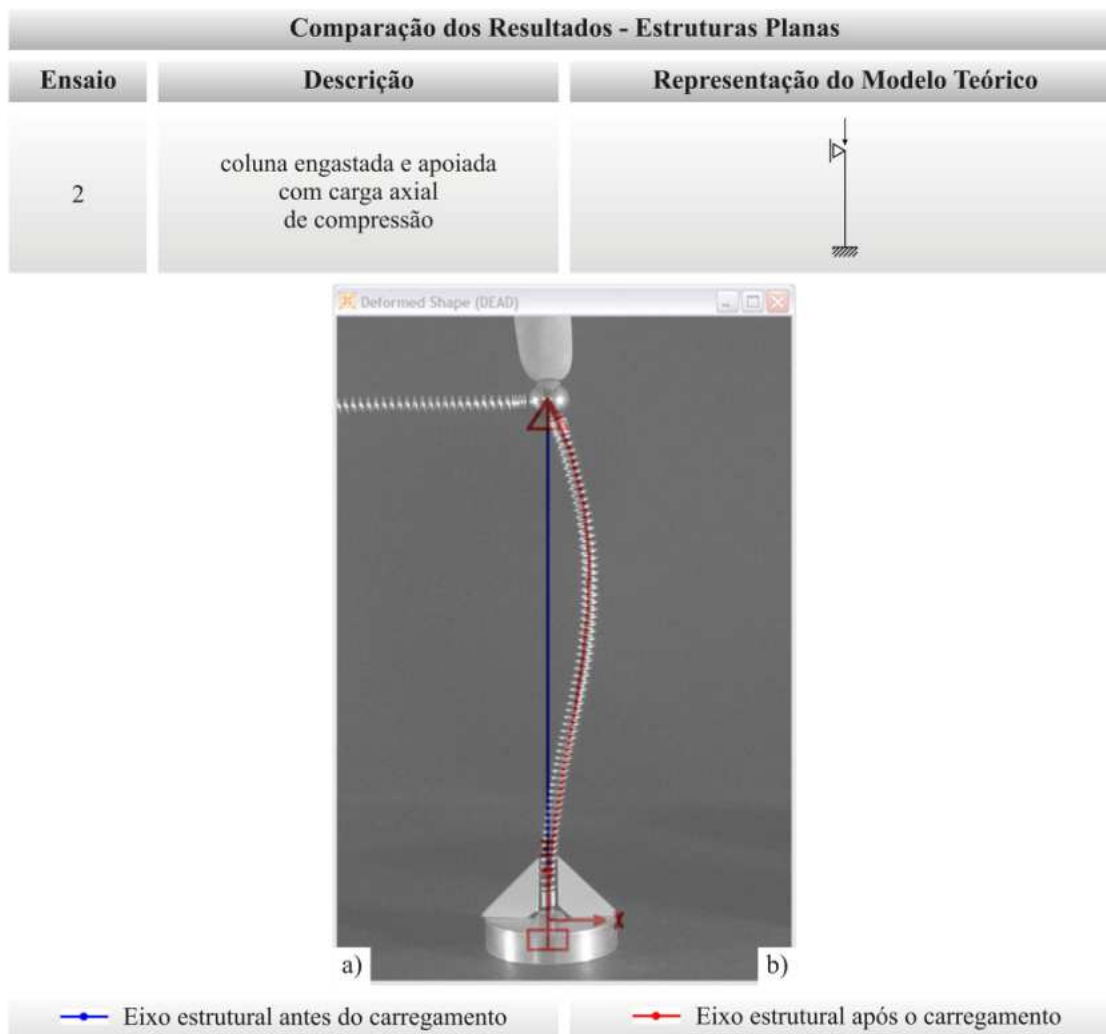 Comparação dos Resultados - Estruturas Planas
Ensaio
Descrição
Representação do Modelo Teórico
2
coluna engastada e apoiada
com carga axial
de compressão
Deformed Shape (DEAD)
X
a)
b)
Eixo estrutural antes do carregamento
Eixo estrutural após o carregamento